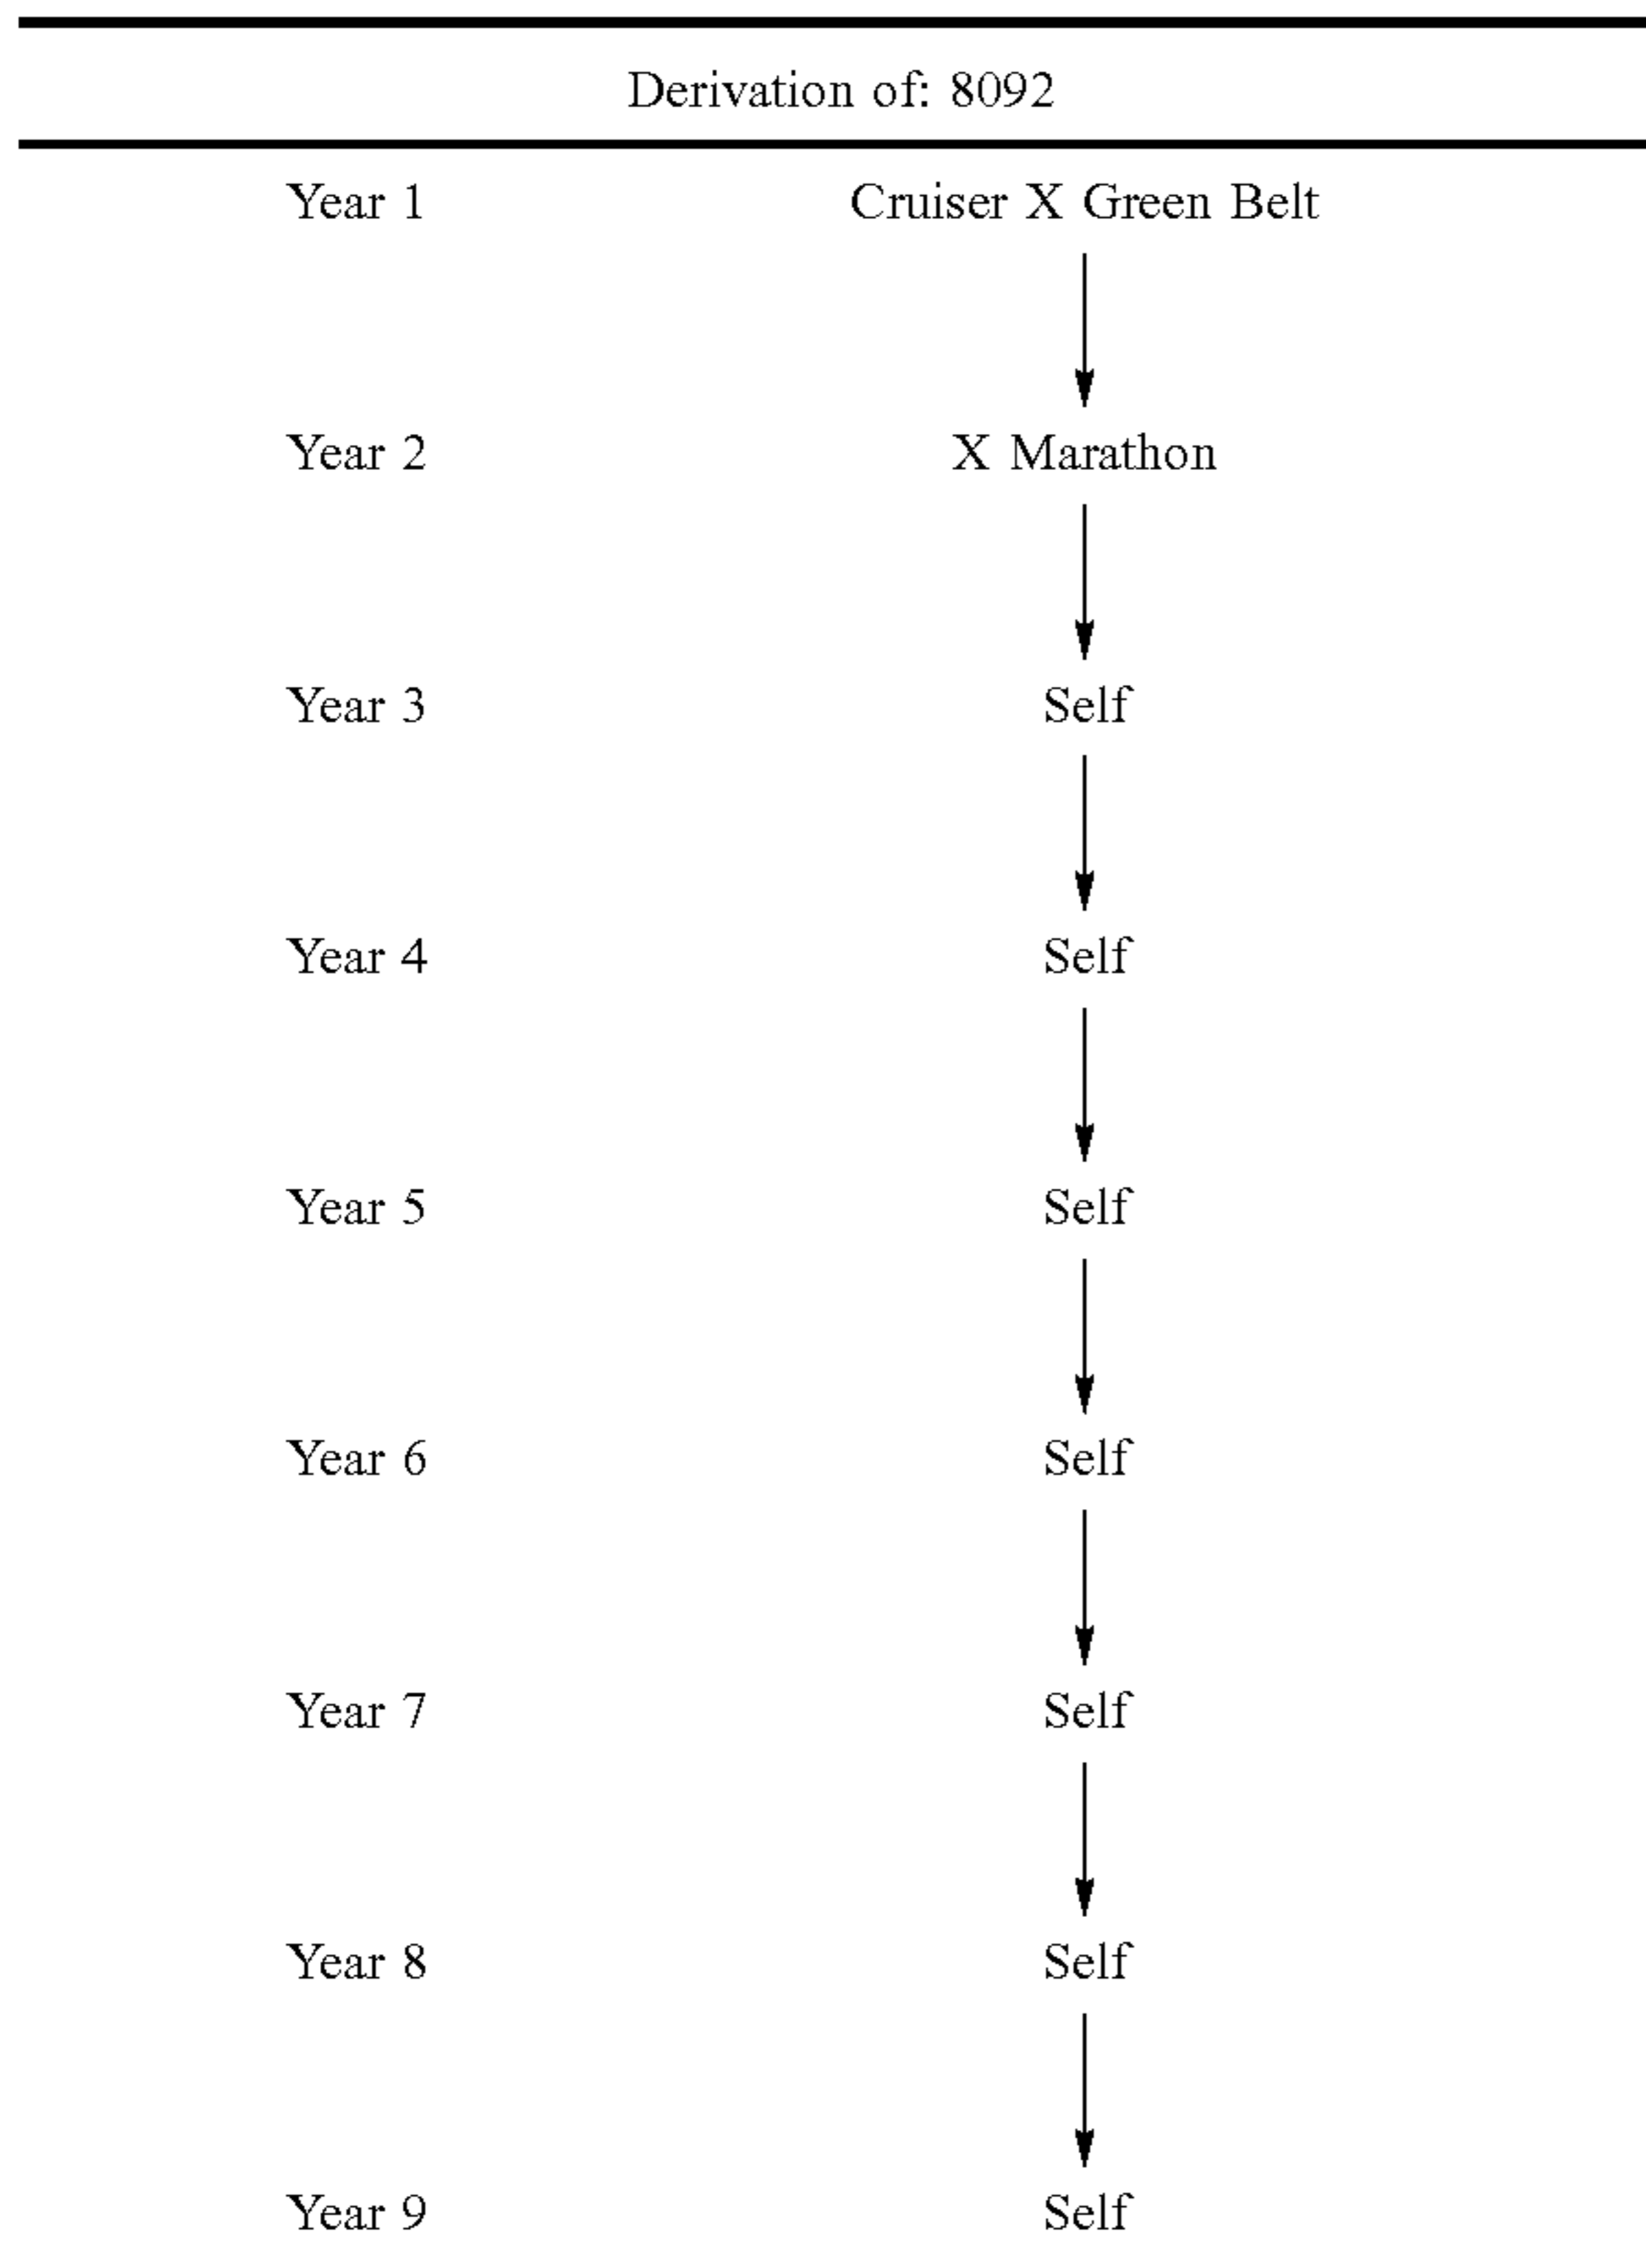 Derivation of: 8092
Year 1 Cruiser X Green Belt
Year 2 X Marathon
Year 3 Self
Year 4 Self
Year 5 Self
Year 6 Self
Year 7 Self
Year 8 Self
Year 9 Self